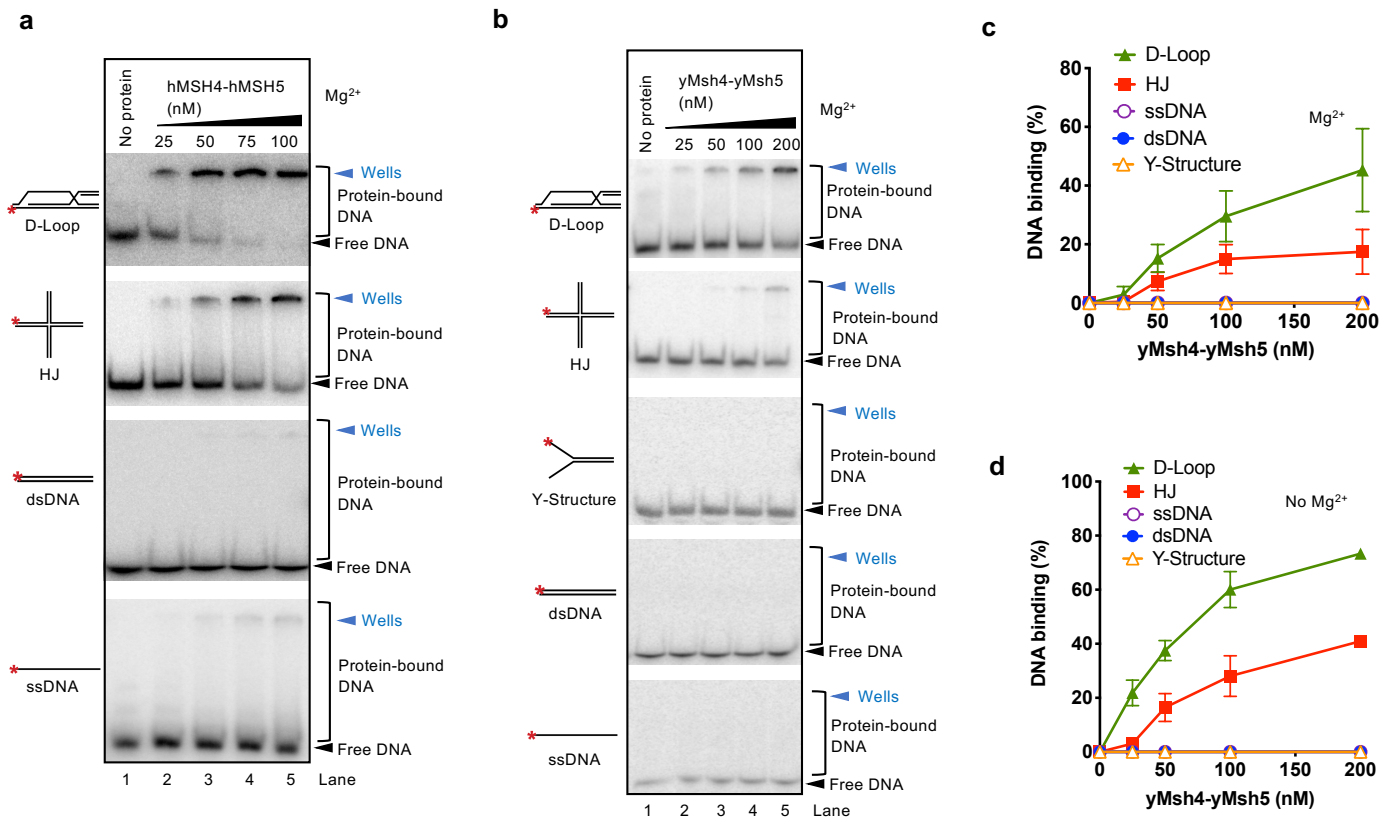 a
No protein
hMSH4-hMSH5
(nM)
25 50 75 100
Mg2+
Wells
Protein-bound
DNA
Free DNA
*
D-Loop
Wells
Protein-bound
DNA
Free DNA
*
HJ
Wells
Protein-bound
DNA
Free DNA
*
dsDNA
Wells
Protein-bound
DNA
Free DNA
*
ssDNA
1 2 3 4 5 Lane
b
No protein
yMsh4-yMsh5
(nM)
25 50 100 200
Mg2+
Wells
Protein-bound
DNA
Free DNA
*
D-Loop
Wells
Protein-bound
DNA
Free DNA
*
HJ
Wells
Protein-bound
DNA
Free DNA
*
Y-Structure
Wells
Protein-bound
DNA
Free DNA
*
dsDNA
Wells
Protein-bound
DNA
Free DNA
*
ssDNA
1 2 3 4 5 Lane
c
D-Loop
HJ
ssDNA
dsDNA
Y-Structure
Mg2+
DNA binding (%)
80
60
40
20
0
0 50 100 150 200
yMsh4-yMsh5 (nM)
d
D-Loop
HJ
ssDNA
dsDNA
Y-Structure
No Mg2+
DNA binding (%)
100
80
60
40
20
0
0 50 100 150 200
yMsh4-yMsh5 (nM)